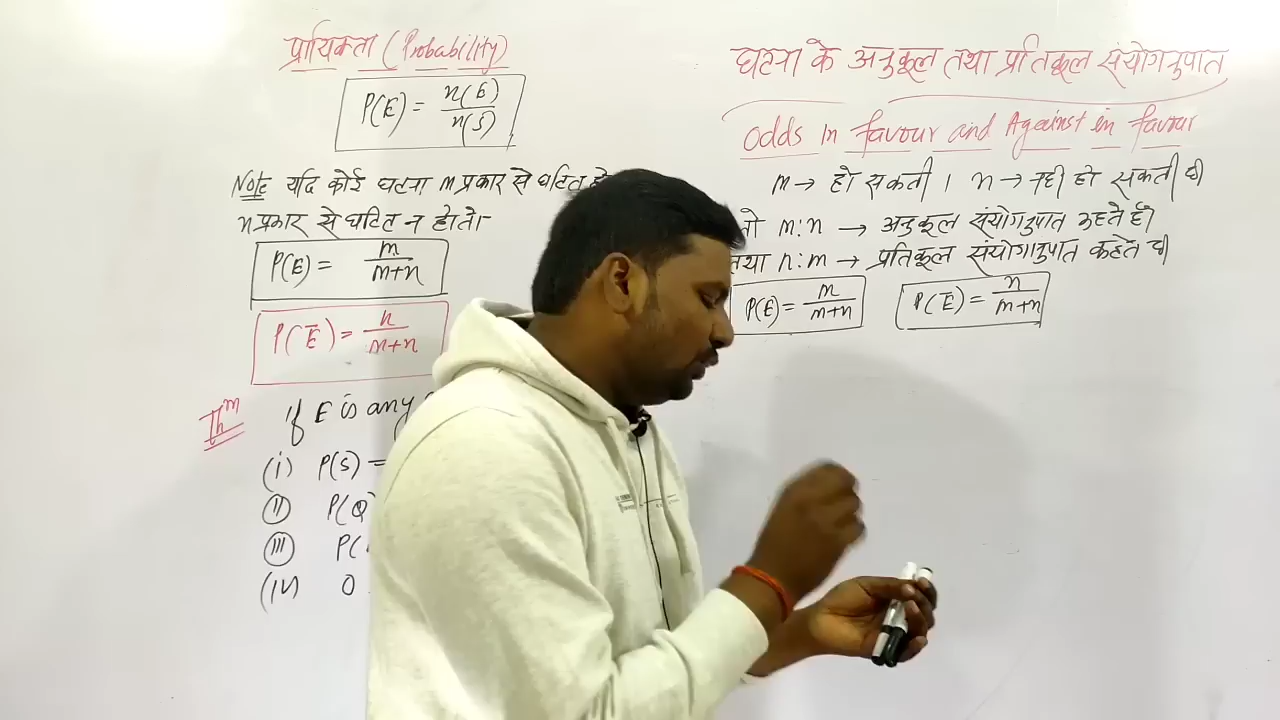 प्रायिकता (Probability)
P(E) = n(E)/n(S)
Note यदि कोई घटना m प्रकार से घटित हो
n प्रकार से घटित न हो तो-
P(E) = m/m+n
P(Ē) = n/m+n
Thm If E is any
(i) P(S) =
(ii) P(Φ)
(iii) P(
(iv) 0
घटना के अनुकूल तथा प्रतिकूल संयोगानुपात
odds in favour and Against in favour
m → हो सकती । n → नही हो सकती है।
तो m:n → अनुकूल संयोगानुपात कहते है।
तथा n:m → प्रतिकूल संयोगानुपात कहते है।
P(E) = m/m+n P(Ē) = n/m+n